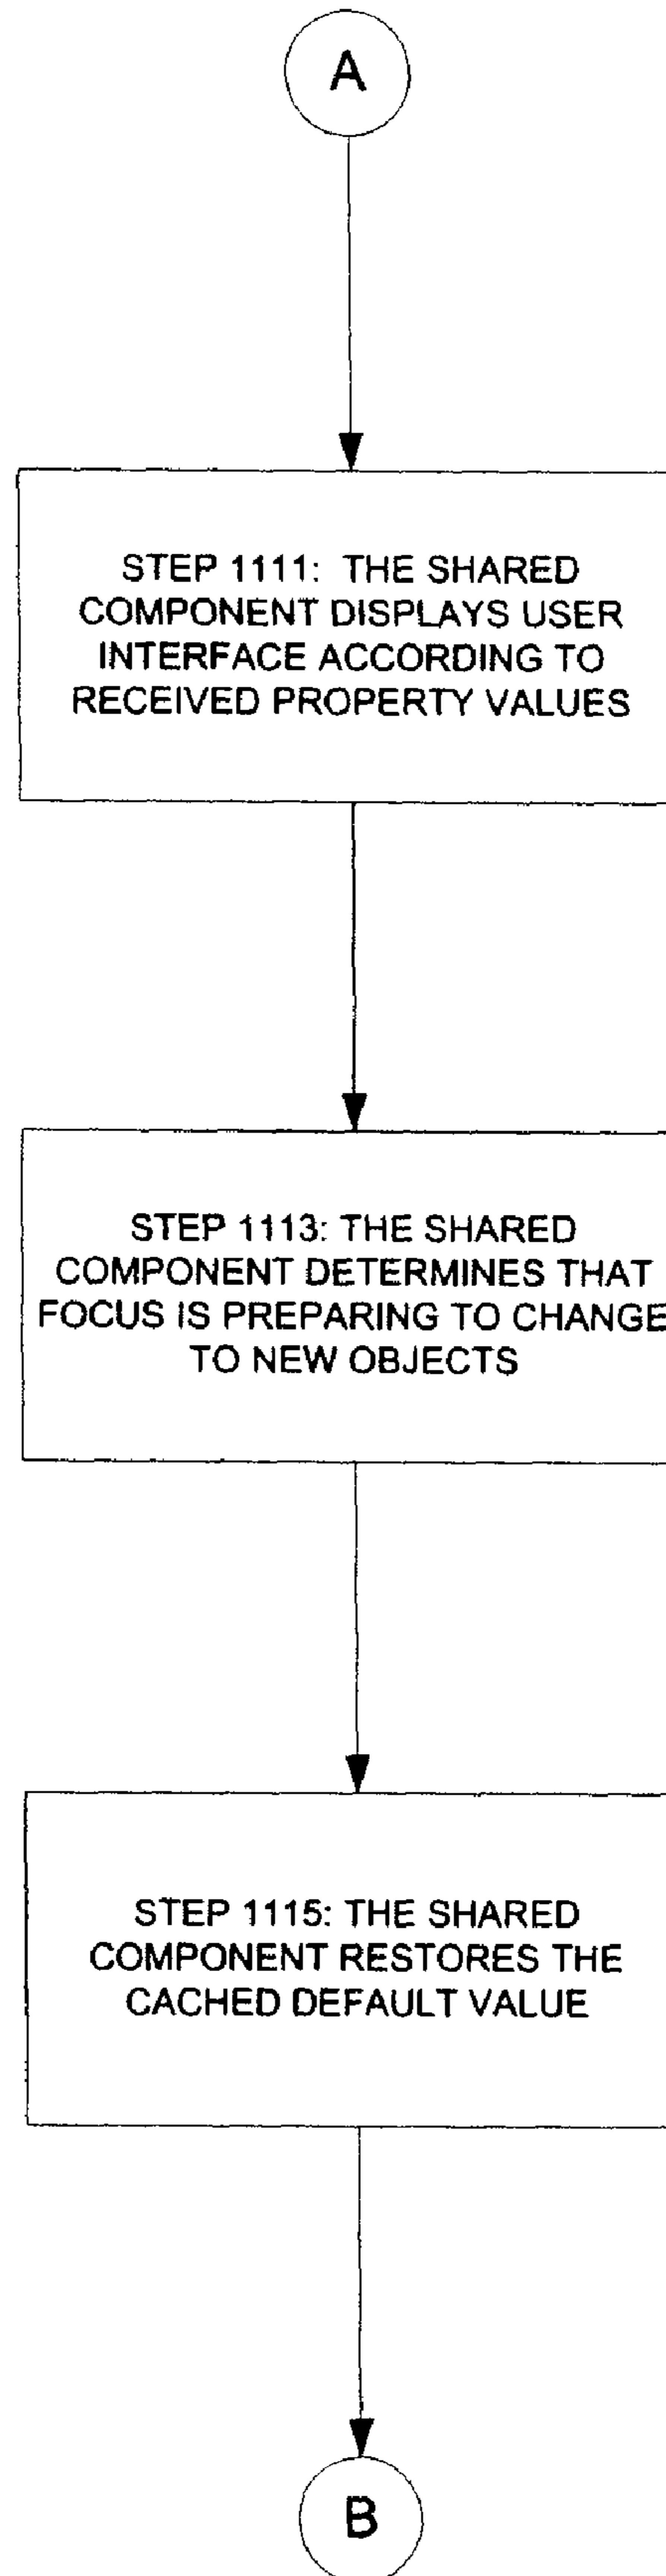 A
STEP 1111: THE SHARED
COMPONENT DISPLAYS USER
INTERFACE ACCORDING TO
RECEIVED PROPERTY VALUES
STEP 1113: THE SHARED
COMPONENT DETERMINES THAT
FOCUS IS PREPARING TO CHANGE
TO NEW OBJECTS
STEP 1115: THE SHARED
COMPONENT RESTORES THE
CACHED DEFAULT VALUE
B